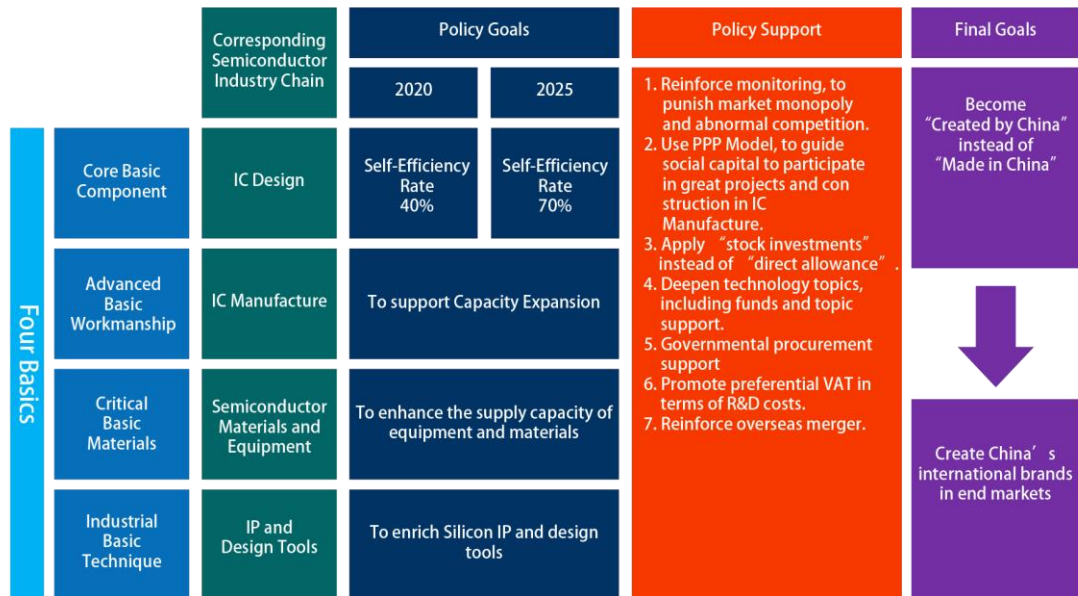 Corresponding
Semiconductor
Industry Chain
Policy Goals
Policy Support
Final Goals
2020
2025
Four Basics
Core Basic
Component
IC Design
Self-Efficiency
Rate
40%
Self-Efficiency
Rate
70%
Advanced
Basic
Workmanship
IC Manufacture
To support Capacity Expansion
Critical
Basic
Materials
Semiconductor
Materials and
Equipment
To enhance the supply capacity of
equipment and materials
Industrial
Basic
Technique
IP and
Design Tools
To enrich Silicon IP and design
tools
1. Reinforce monitoring, to
punish market monopoly
and abnormal competition.
2. Use PPP Model, to guide
social capital to participate
in great projects and con
struction in IC
Manufacture.
3. Apply “stock investments”
instead of “direct allowance”.
4. Deepen technology topics,
including funds and topic
support.
5. Governmental procurement
support
6. Promote preferential VAT in
terms of R&D costs.
7. Reinforce overseas merger.
Become
“Created by China”
instead of
“Made in China”
Create China’s
international brands
in end markets